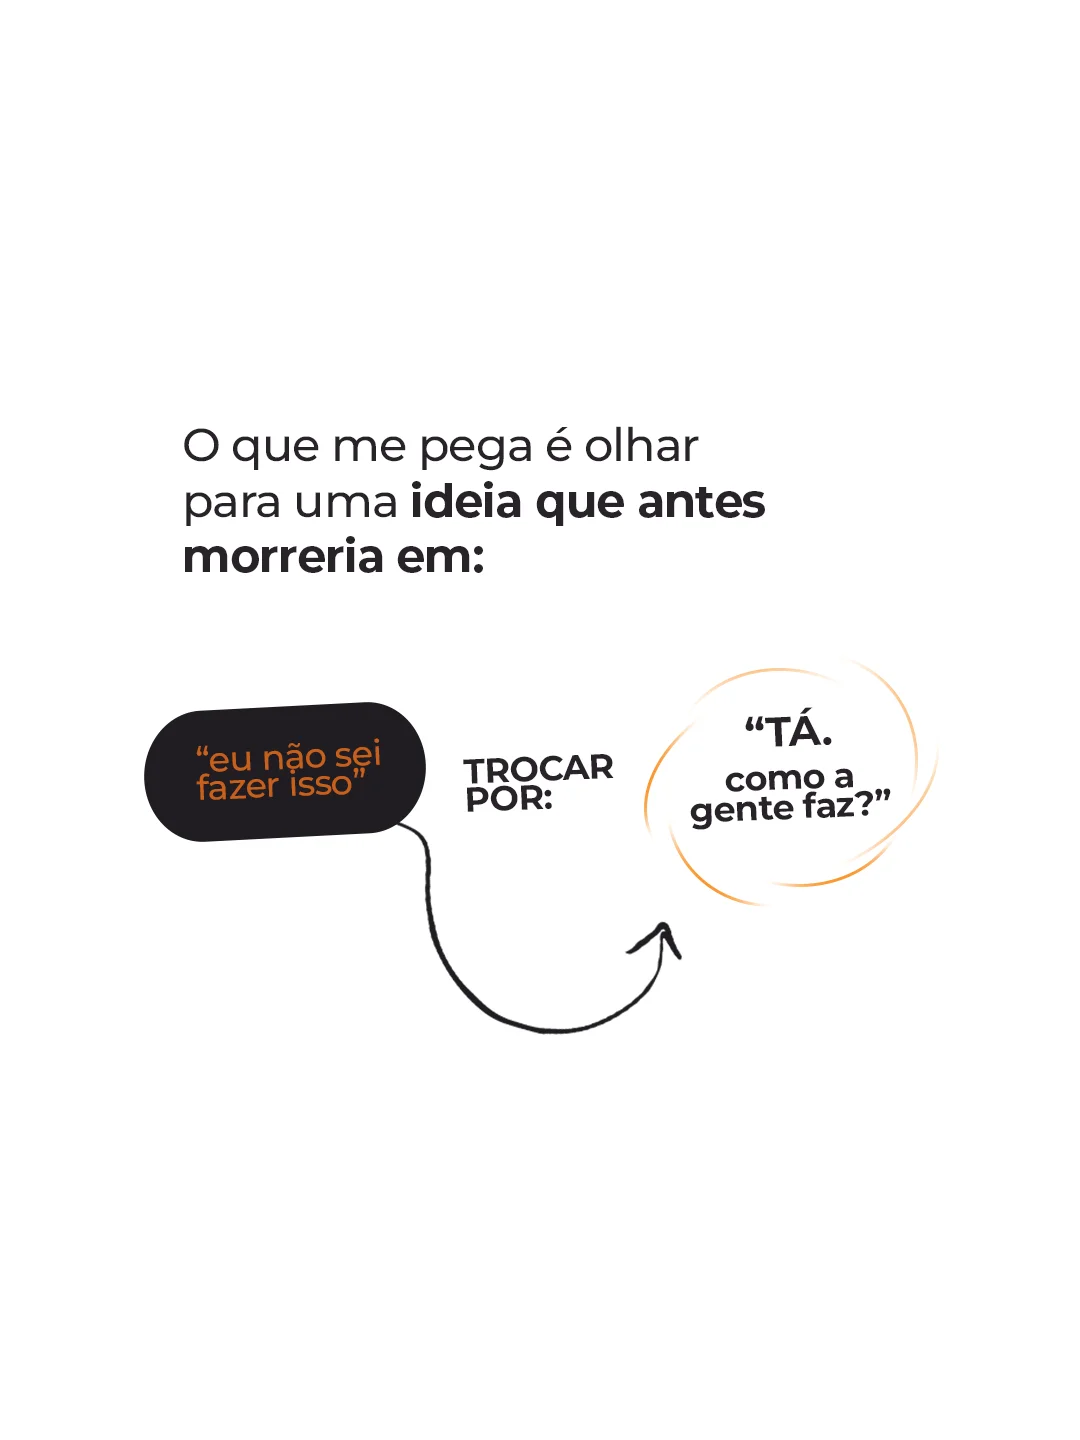 O que me pega é olhar
para uma ideia que antes
morreria em:
“eu não sei
fazer isso”
TROCAR
POR:
“TÁ.
como a
gente faz?”